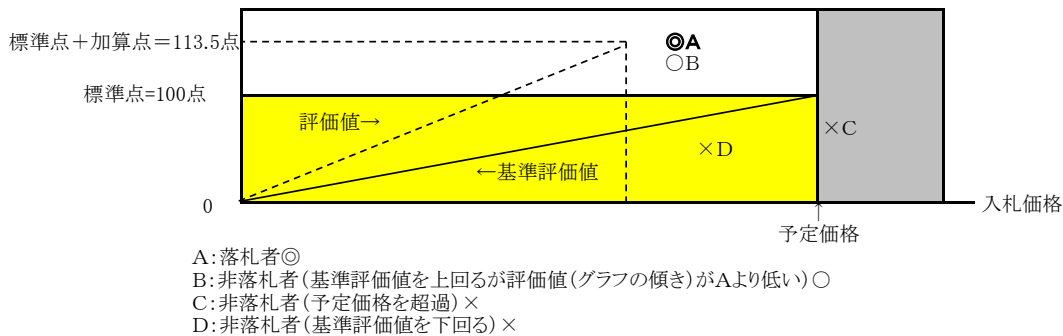 標準点＋加算点＝113.5点
◎A
○B
標準点=100点
評価値→
×C
×D
←基準評価値
0
入札価格
↑
予定価格
A：落札者◎
B：非落札者（基準評価値を上回るが評価値（グラフの傾き）がAより低い）○
C：非落札者（予定価格を超過）×
D：非落札者（基準評価値を下回る）×